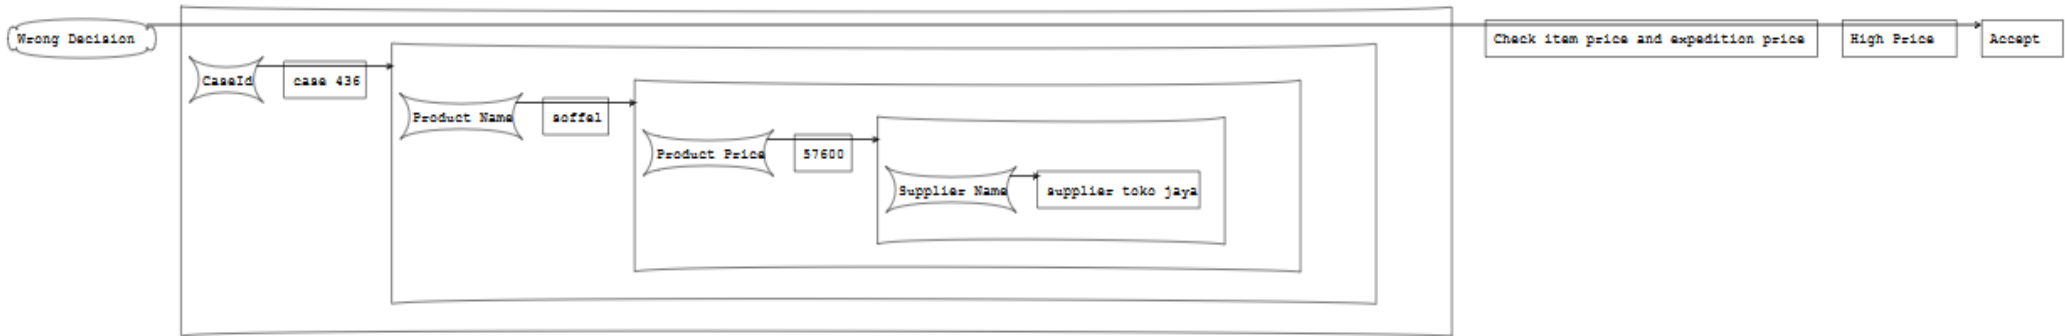 Wrong Decision
CaseId
case 436
Product Name
soffel
Product Price
57600
Supplier Name
supplier toko jaya
Check item price and expedition price
High Price
Accept